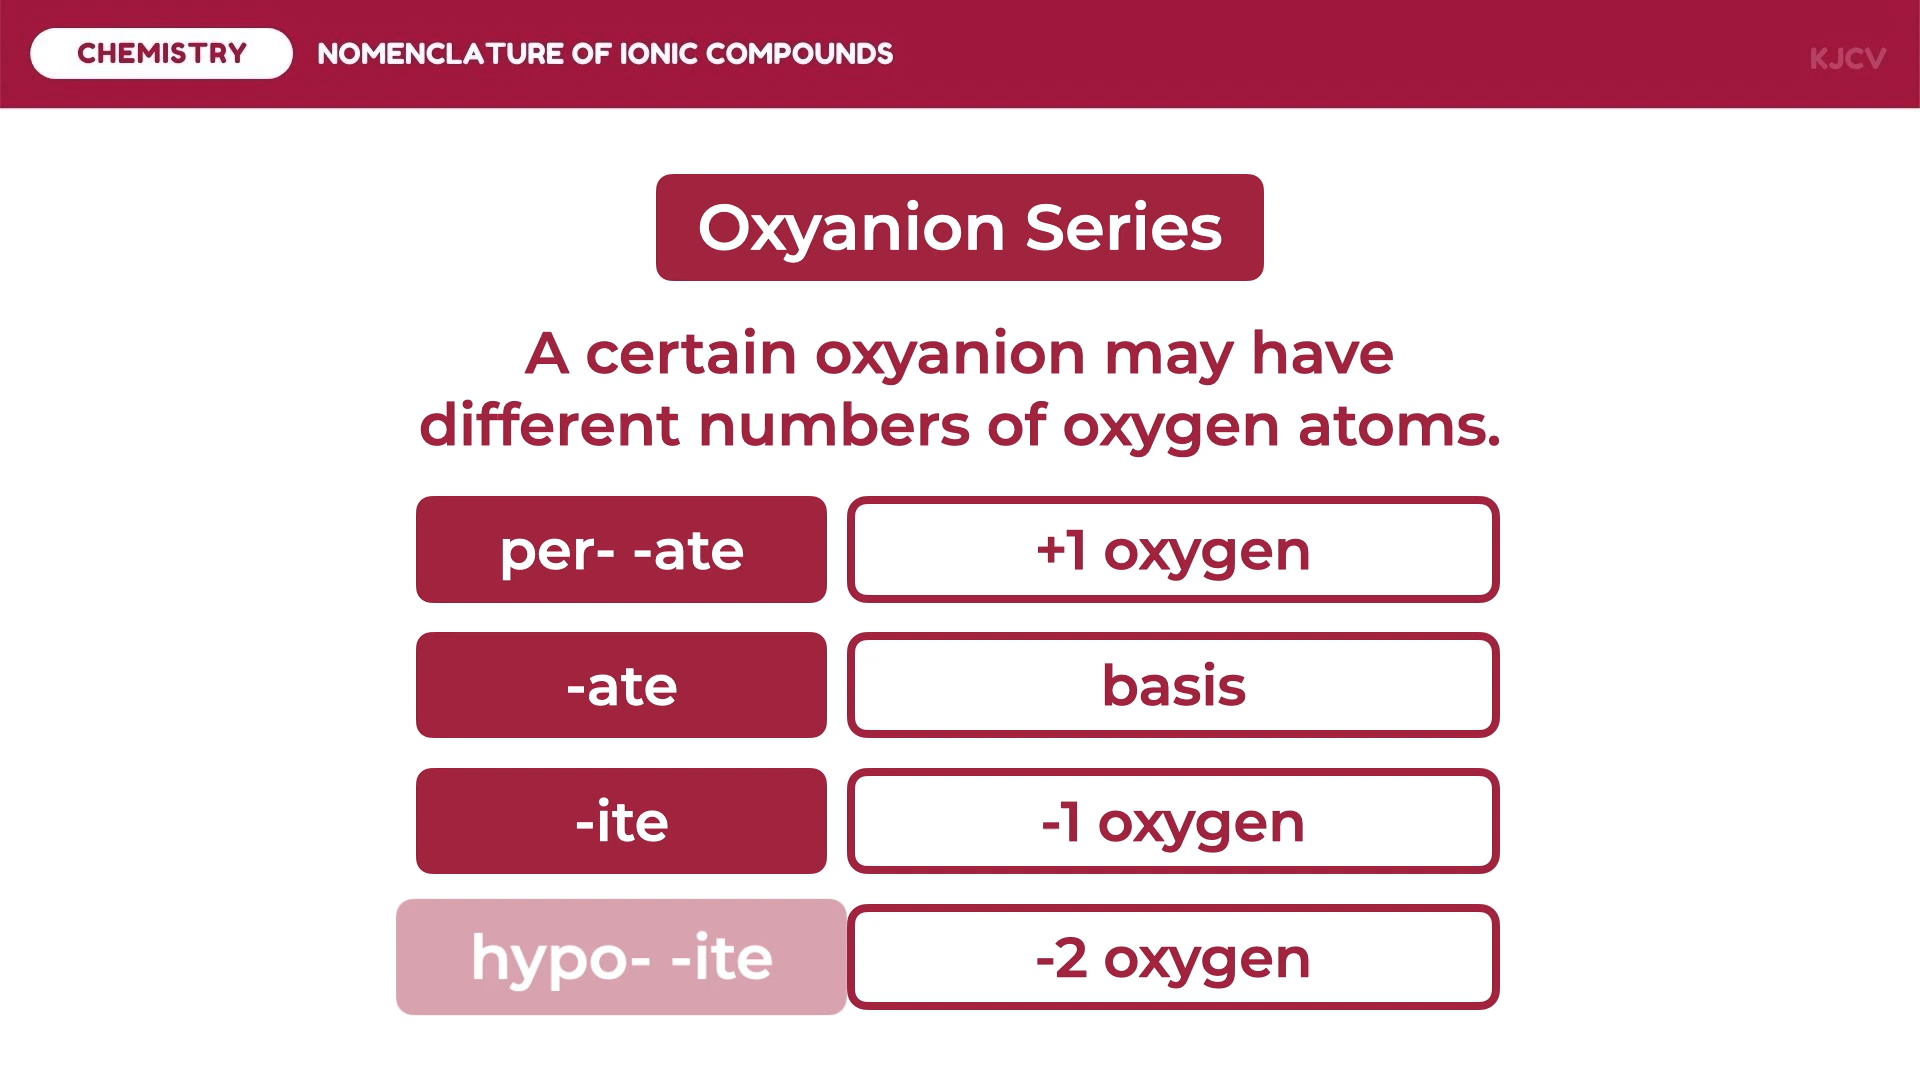 CHEMISTRY NOMENCLATURE OF IONIC COMPOUNDS KJCV
Oxyanion Series
A certain oxyanion may have
different numbers of oxygen atoms.
per- -ate +1 oxygen
-ate basis
-ite -1 oxygen
hypo- -ite -2 oxygen